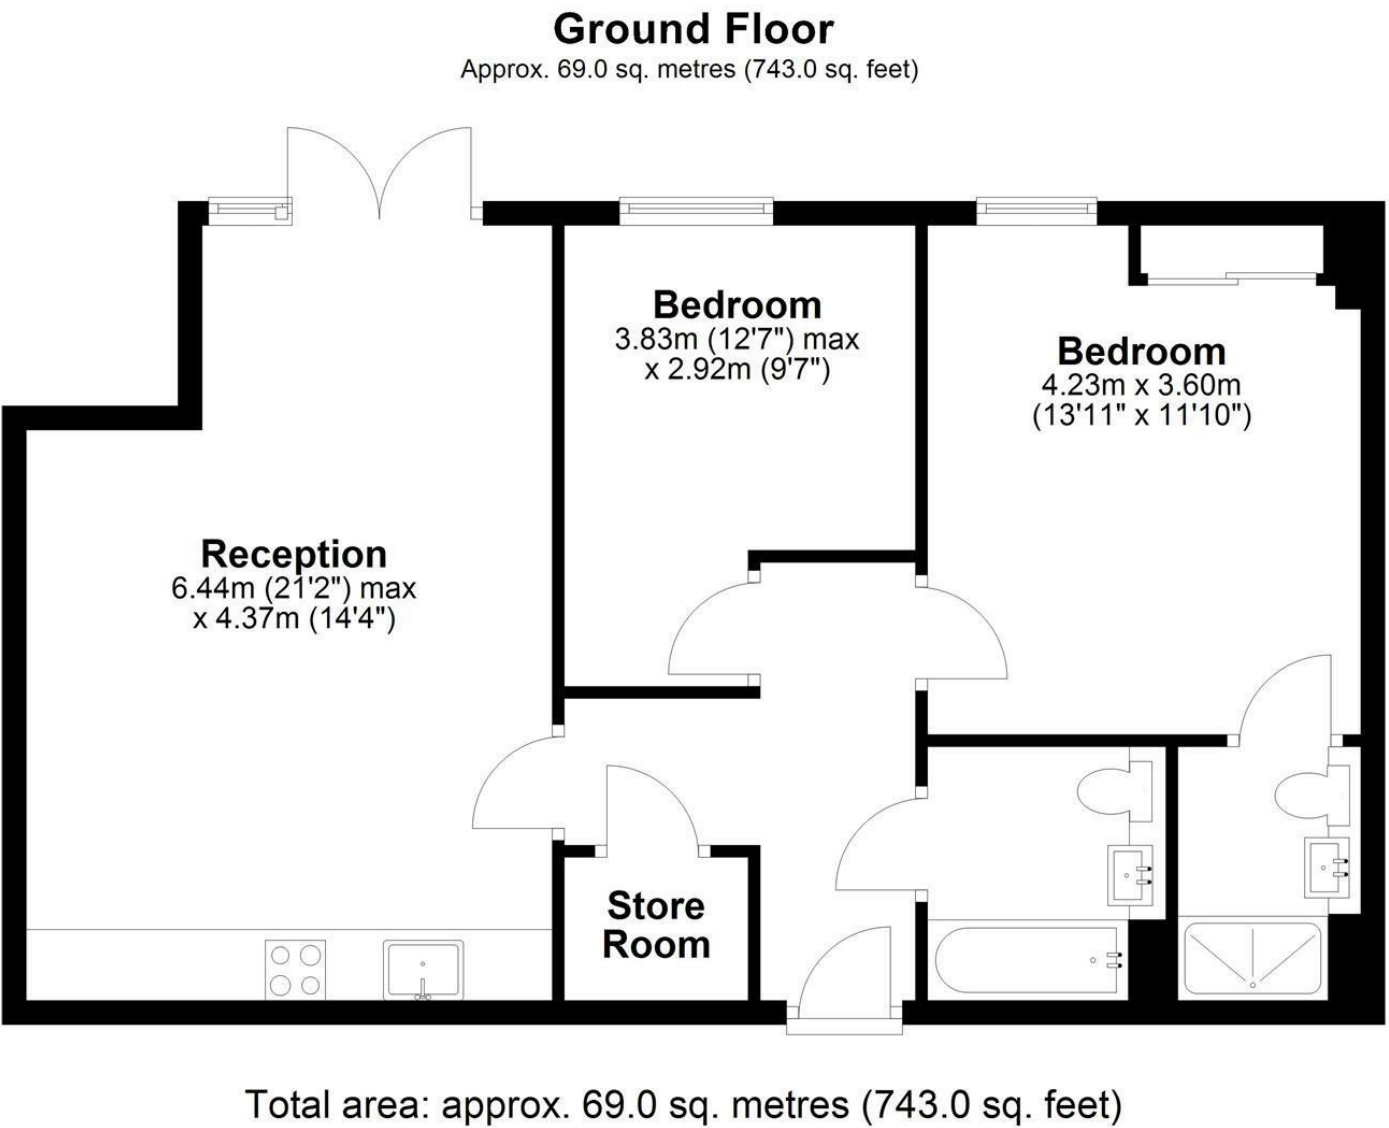 Ground Floor
Approx. 69.0 sq. metres (743.0 sq. feet)
Bedroom
3.83m (12'7") max
x 2.92m (9'7")
Bedroom
4.23m x 3.60m
(13'11" x 11'10")
Reception
6.44m (21'2") max
x 4.37m (14'4")
Store
Room
Total area: approx. 69.0 sq. metres (743.0 sq. feet)